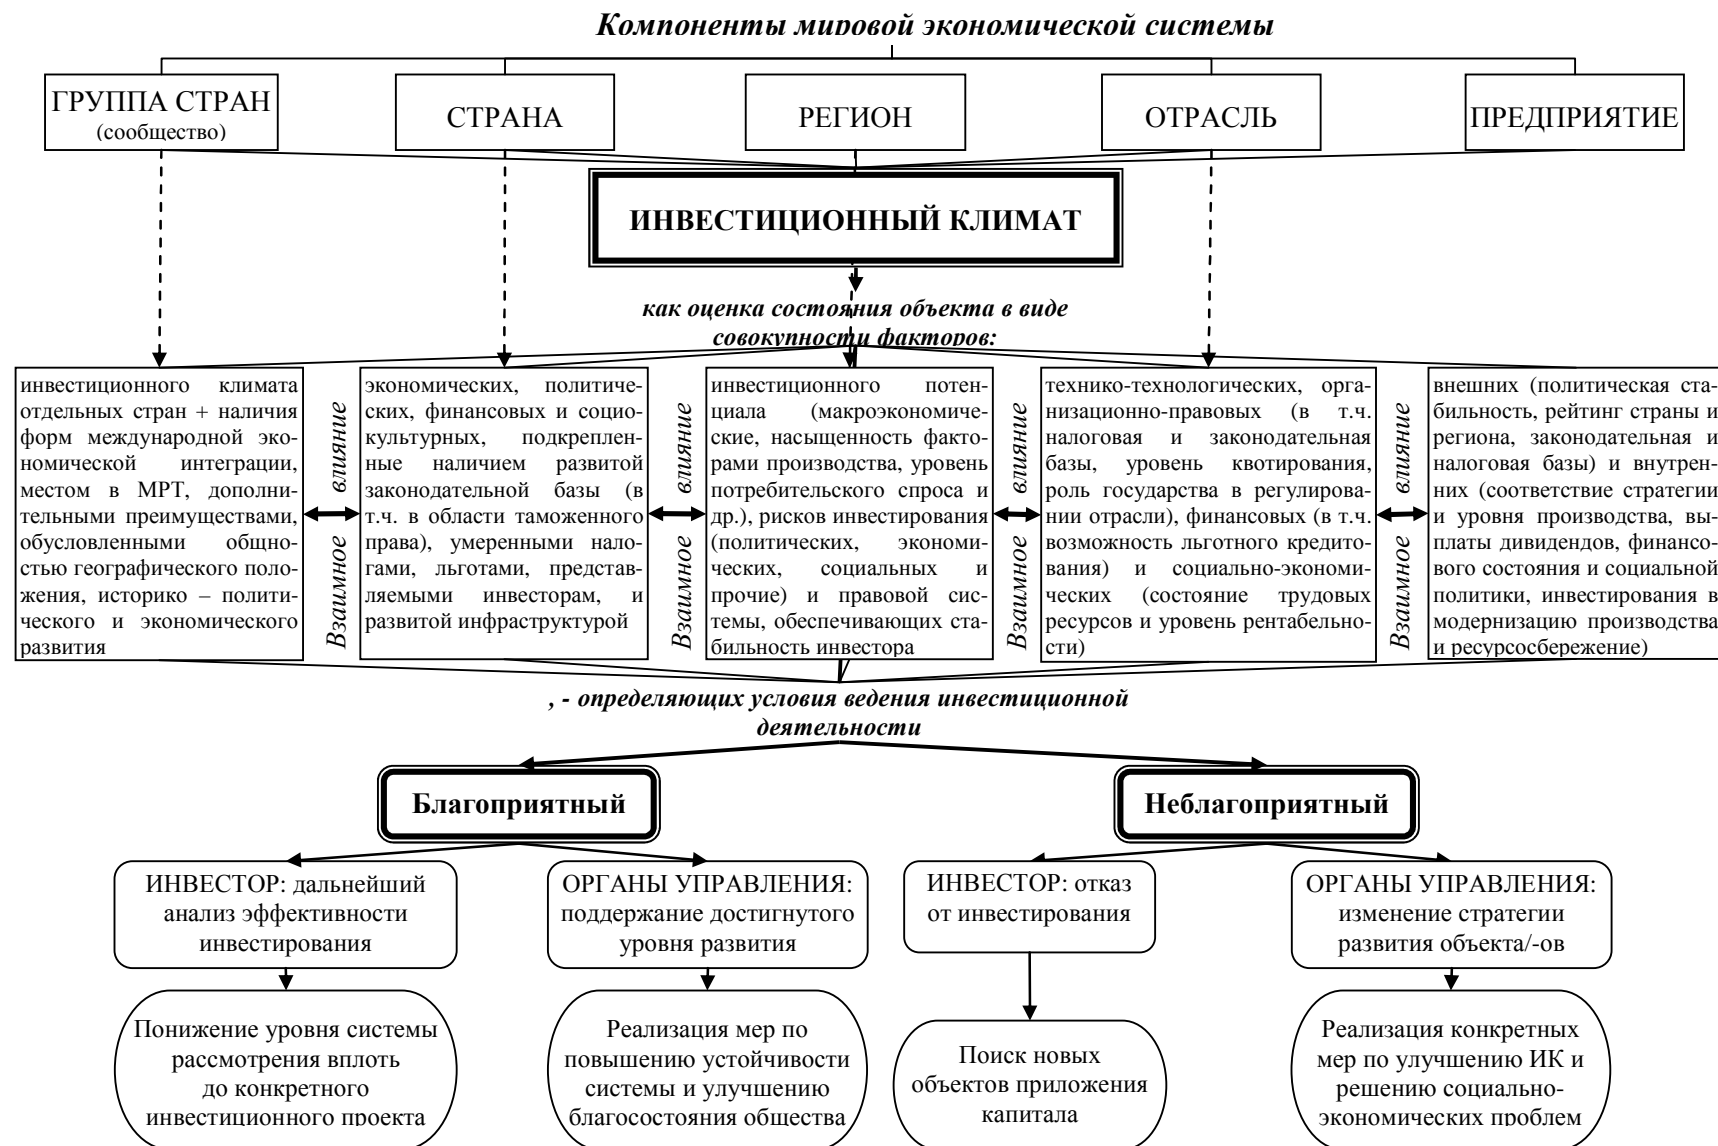 Компоненты мировой экономической системы
ГРУППА СТРАН
(сообщество)
СТРАНА
РЕГИОН
ОТРАСЛЬ
ПРЕДПРИЯТИЕ
ИНВЕСТИЦИОННЫЙ КЛИМАТ
как оценка состояния объекта в виде
совокупности факторов:
инвестиционного климата
отдельных стран + наличия
форм международной эко-
номической интеграции,
местом в МРТ, дополни-
тельными преимуществами,
обусловленными общно-
стью географического поло-
жения, историко – полити-
ческого и экономического
развития
Взаимное влияние
экономических, политиче-
ских, финансовых и социо-
культурных, подкреплен-
ные наличием развитой
законодательной базы (в
т.ч. в области таможенного
права), умеренными нало-
гами, льготами, представ-
ляемыми инвесторам, и
развитой инфраструктурой
Взаимное влияние
инвестиционного потен-
циала (макроэкономиче-
ские, насыщенность факто-
рами производства, уровень
потребительского спроса и
др.), рисков инвестирования
(политических, экономи-
ческих, социальных и
прочие) и правовой сис-
темы, обеспечивающих ста-
бильность инвестора
Взаимное влияние
технико-технологических, орга-
низационно-правовых (в т.ч.
налоговая и законодательная
базы, уровень квотирования,
роль государства в регулирова-
нии отрасли), финансовых (в т.ч.
возможность льготного кредито-
вания) и социально-экономи-
ческих (состояние трудовых
ресурсов и уровень рентабельно-
сти)
Взаимное влияние
внешних (политическая ста-
бильность, рейтинг страны и
региона, законодательная и
налоговая базы) и внутрен-
них (соответствие стратегии
и уровня производства, вы-
платы дивидендов, финансо-
вого состояния и социальной
политики, инвестирования в
модернизацию производства
и ресурсосбережение)
, - определяющих условия ведения инвестиционной
деятельности
Благоприятный
Неблагоприятный
ИНВЕСТОР: дальнейший
анализ эффективности
инвестирования
ОРГАНЫ УПРАВЛЕНИЯ:
поддержание достигнутого
уровня развития
ИНВЕСТОР: отказ
от инвестирования
ОРГАНЫ УПРАВЛЕНИЯ:
изменение стратегии
развития объекта/-ов
Понижение уровня системы
рассмотрения вплоть
до конкретного
инвестиционного проекта
Реализация мер по
повышению устойчивости
системы и улучшению
благосостояния общества
Поиск новых
объектов приложения
капитала
Реализация конкретных
мер по улучшению ИК и
решению социально-
экономических проблем